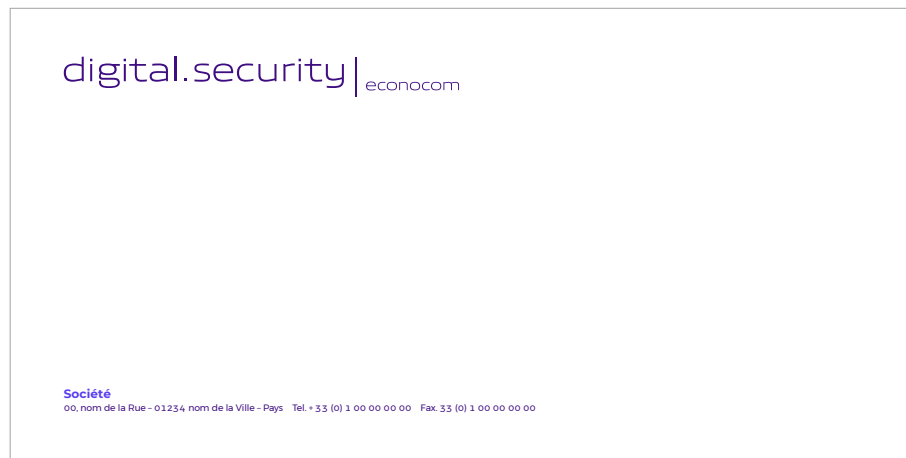 digital.security | econocom
Société
00, nom de la Rue – 01234 nom de la Ville – Pays Tel. + 33 (0) 1 00 00 00 00 Fax. 33 (0) 1 00 00 00 00